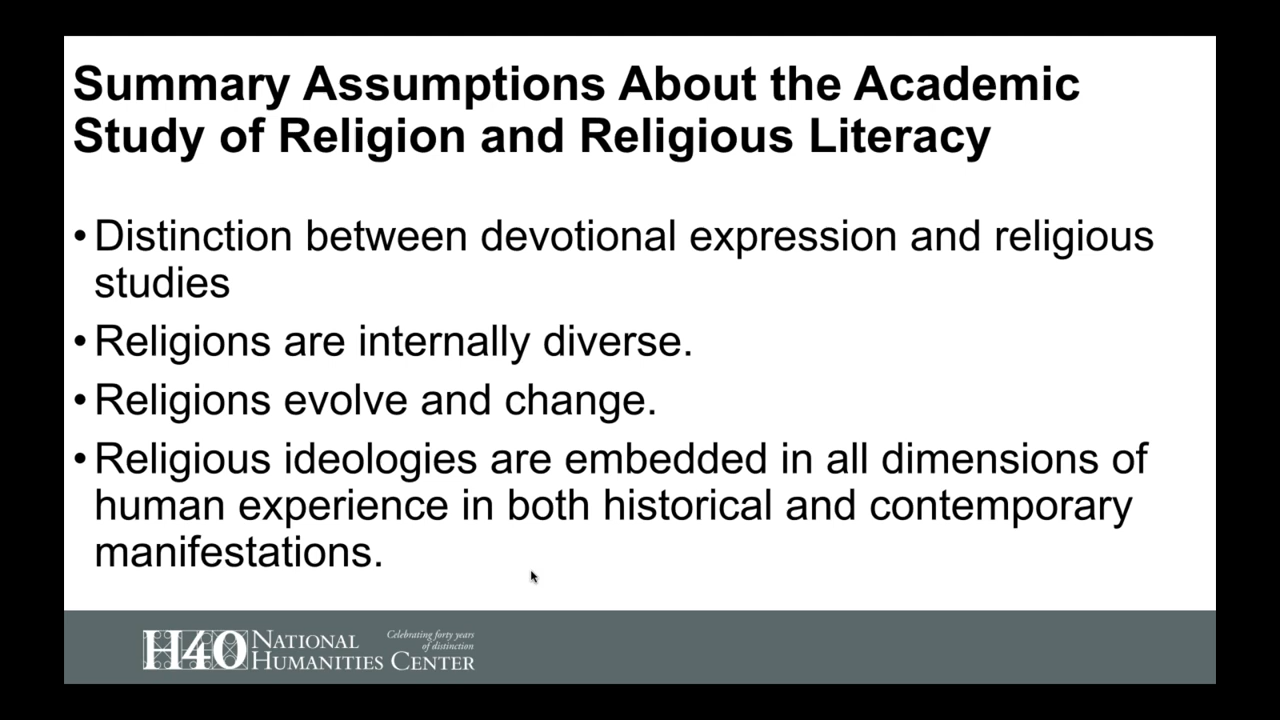 Summary Assumptions About the Academic
Study of Religion and Religious Literacy
• Distinction between devotional expression and religious
studies
• Religions are internally diverse.
• Religions evolve and change.
• Religious ideologies are embedded in all dimensions of
human experience in both historical and contemporary
manifestations.
H40 NATIONAL HUMANITIES CENTER
Celebrating forty years
of distinction